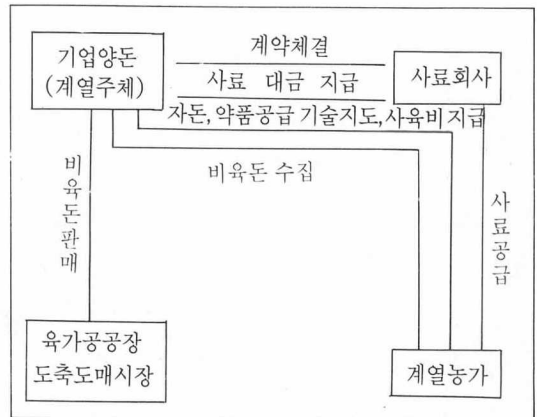 기업양돈
(계열주체)
계약체결
사료 대금 지급
사료회사
자돈, 약품공급 기술지도, 사육비 지급
비육돈 수집
비육돈판매
사료공급
육가공공장
도축도매시장
계열농가